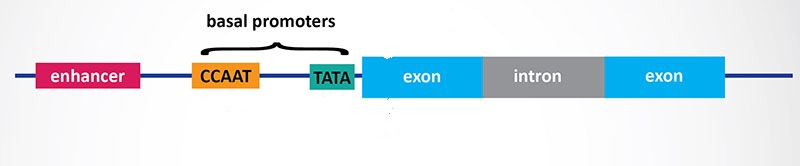 basal promoters
enhancer CCAAT TATA exon intron exon